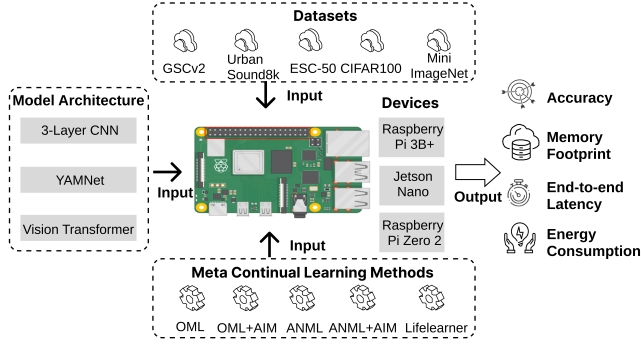 Datasets
GSCv2
Urban
Sound8k
ESC-50
CIFAR100
Mini
ImageNet
Input
Model Architecture
3-Layer CNN
YAMNet
Vision Transformer
Input
Devices
Raspberry
Pi 3B+
Jetson
Nano
Raspberry
Pi Zero 2
Output
Accuracy
Memory
Footprint
End-to-end
Latency
Energy
Consumption
Input
Meta Continual Learning Methods
OML
OML+AIM
ANML
ANML+AIM
Lifelearner